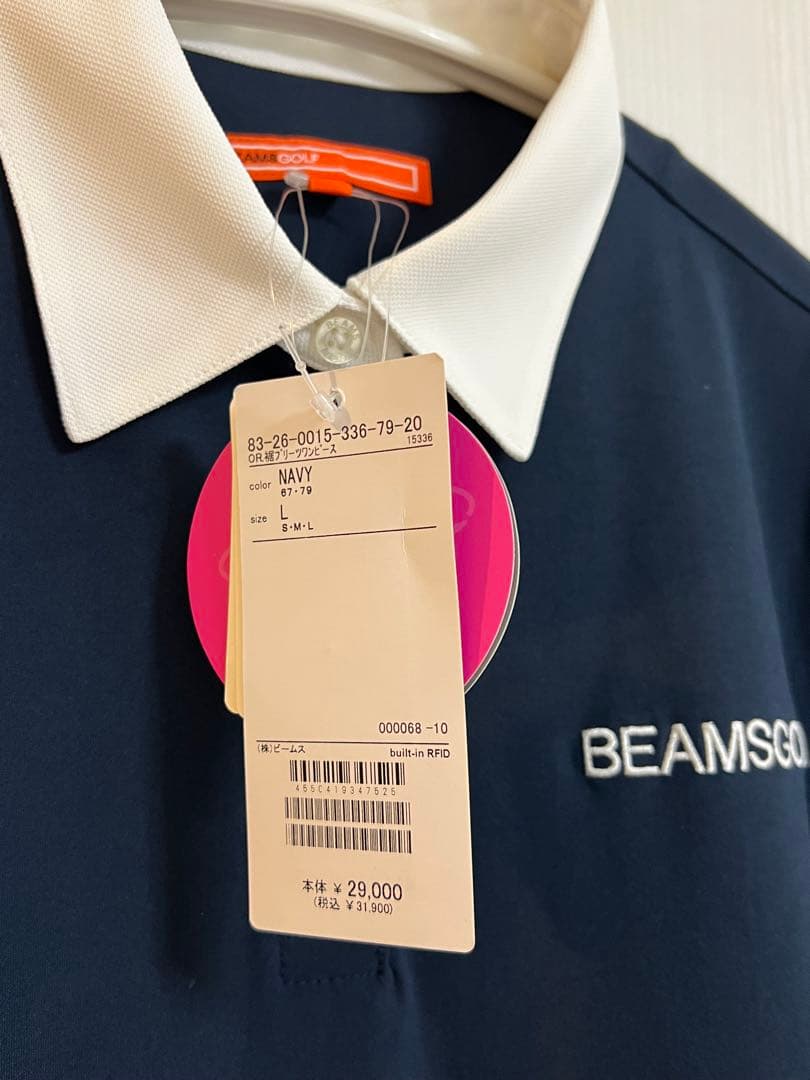 BEAMSGOLF
BEAMS
83-26-0015-336-79-20
OR.裾プリーツワンピース
15336
color NAVY
67・79
size L
S・M・L
000068 -10
(株)ビームス
built-in RFID
4550419347525
本体 ¥ 29,000
(税込 ¥ 31,900)
BEAMSGO